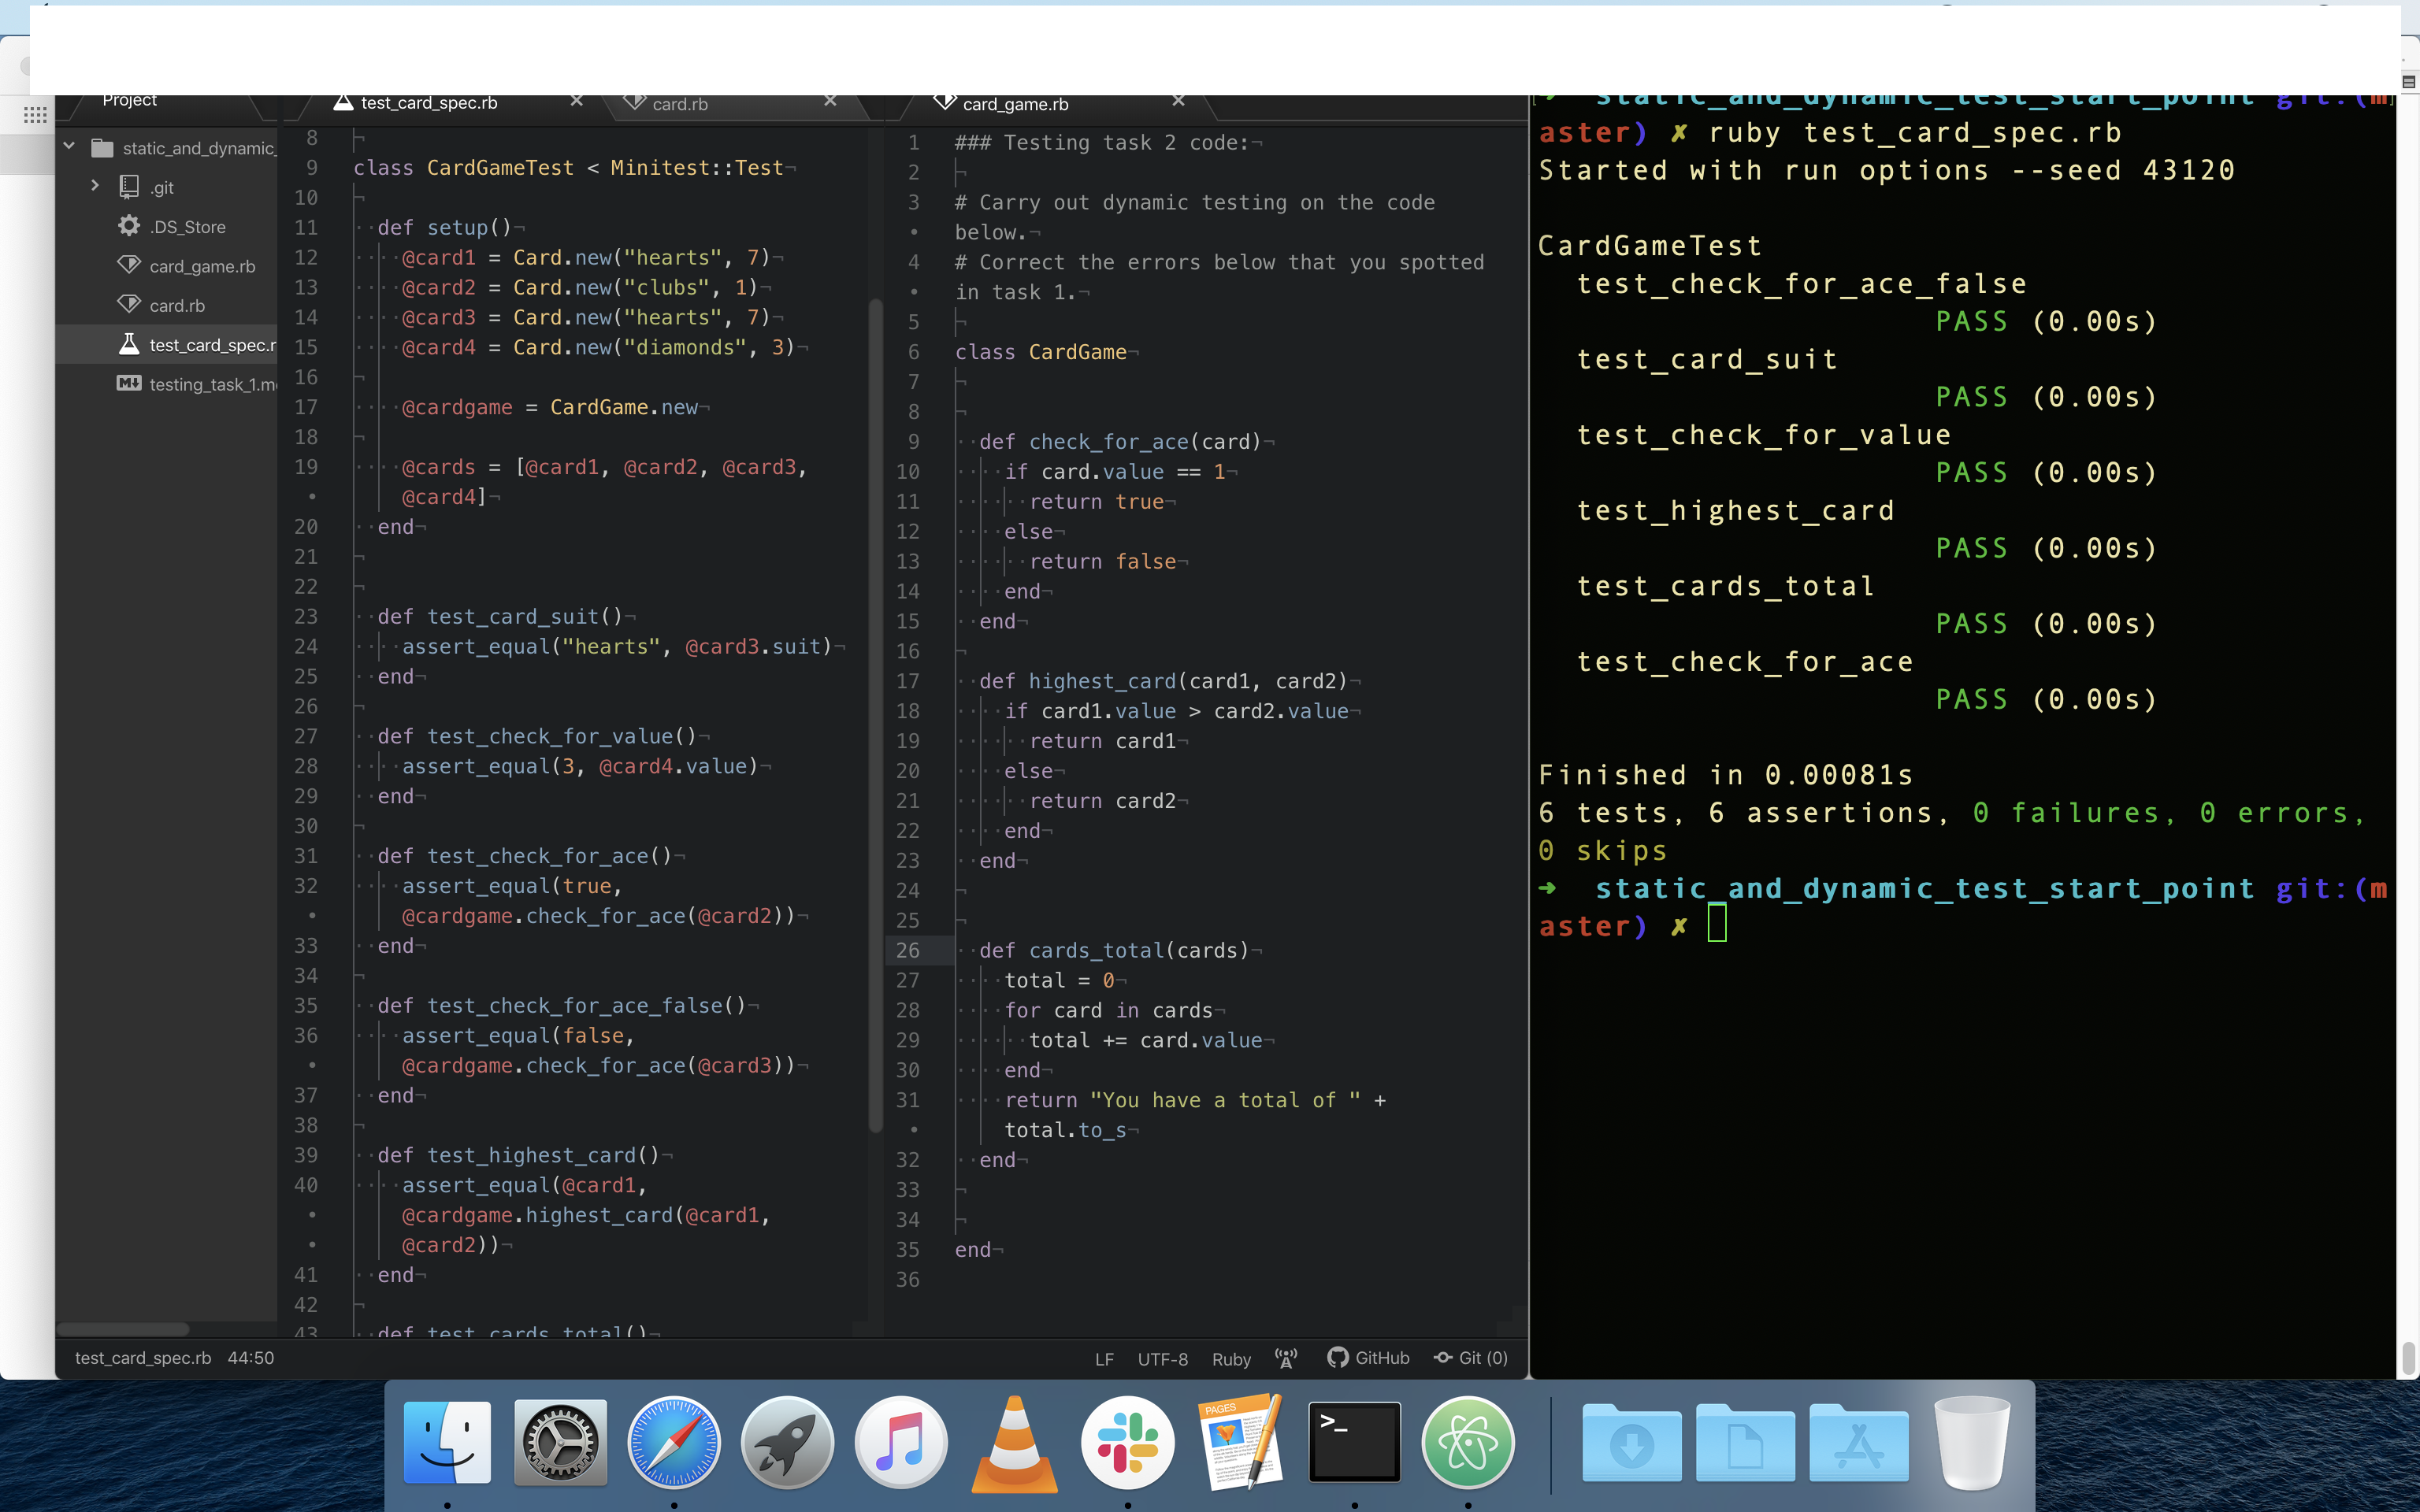 Project
static_and_dynamic_
.git
.DS_Store
card_game.rb
card.rb
test_card_spec.r
testing_task_1.m
test_card_spec.rb
card.rb
8
9 class CardGameTest < Minitest::Test
10
11 def setup()
12 @card1 = Card.new("hearts", 7)
13 @card2 = Card.new("clubs", 1)
14 @card3 = Card.new("hearts", 7)
15 @card4 = Card.new("diamonds", 3)
16
17 @cardgame = CardGame.new
18
19 @cards = [@card1, @card2, @card3,
@card4]
20 end
21
22
23 def test_card_suit()
24 assert_equal("hearts", @card3.suit)
25 end
26
27 def test_check_for_value()
28 assert_equal(3, @card4.value)
29 end
30
31 def test_check_for_ace()
32 assert_equal(true,
@cardgame.check_for_ace(@card2))
33 end
34
35 def test_check_for_ace_false()
36 assert_equal(false,
@cardgame.check_for_ace(@card3))
37 end
38
39 def test_highest_card()
40 assert_equal(@card1,
@cardgame.highest_card(@card1,
@card2))
41 end
42
43 def test_cards_total()
card_game.rb
1 ### Testing task 2 code:
2
3 # Carry out dynamic testing on the code
below.
4 # Correct the errors below that you spotted
in task 1.
5
6 class CardGame
7
8
9 def check_for_ace(card)
10 if card.value == 1
11 return true
12 else
13 return false
14 end
15 end
16
17 def highest_card(card1, card2)
18 if card1.value > card2.value
19 return card1
20 else
21 return card2
22 end
23 end
24
25
26 def cards_total(cards)
27 total = 0
28 for card in cards
29 total += card.value
30 end
31 return "You have a total of " +
total.to_s
32 end
33
34
35 end
36
test_card_spec.rb 44:50
LF UTF-8 Ruby GitHub Git (0)
static_and_dynamic_test_start_point git:(m
aster) ✗ ruby test_card_spec.rb
Started with run options --seed 43120
CardGameTest
test_check_for_ace_false
PASS (0.00s)
test_card_suit
PASS (0.00s)
test_check_for_value
PASS (0.00s)
test_highest_card
PASS (0.00s)
test_cards_total
PASS (0.00s)
test_check_for_ace
PASS (0.00s)
Finished in 0.00081s
6 tests, 6 assertions, 0 failures, 0 errors,
0 skips
➜ static_and_dynamic_test_start_point git:(m
aster) ✗
PAGES
>_